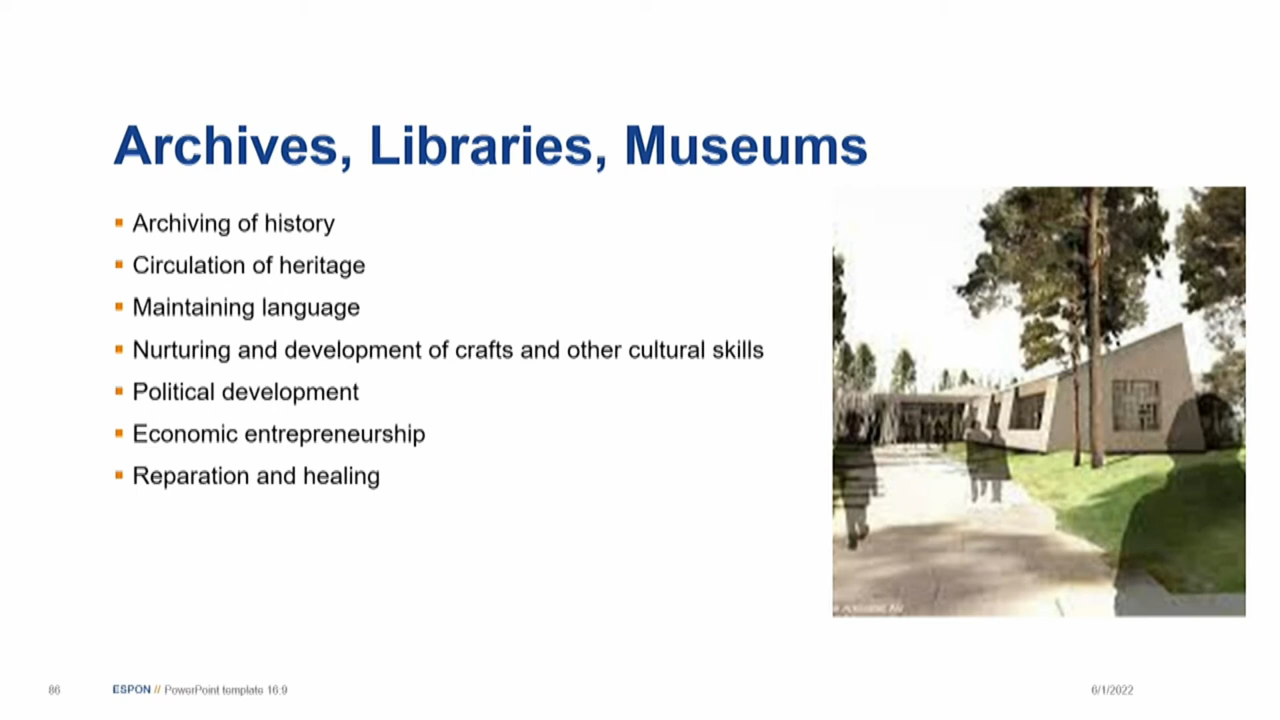 Archives, Libraries, Museums
Archiving of history
Circulation of heritage
Maintaining language
Nurturing and development of crafts and other cultural skills
Political development
Economic entrepreneurship
Reparation and healing
86
ESPON // PowerPoint template 16:9
6/1/2022